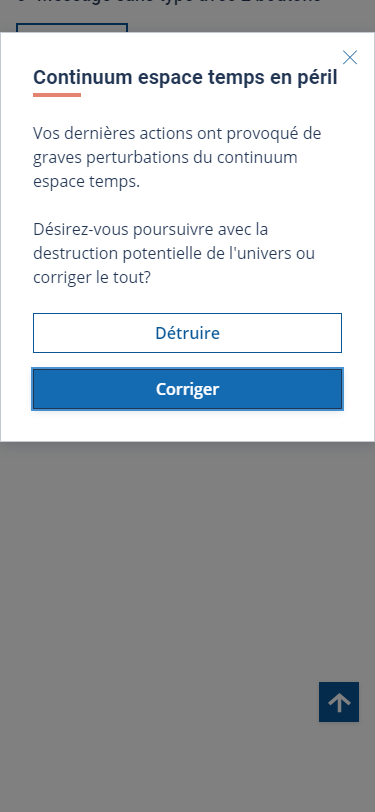 Continuum espace temps en péril
Vos dernières actions ont provoqué de
graves perturbations du continuum
espace temps.
Désirez-vous poursuivre avec la
destruction potentielle de l'univers ou
corriger le tout?
Détruire
Corriger